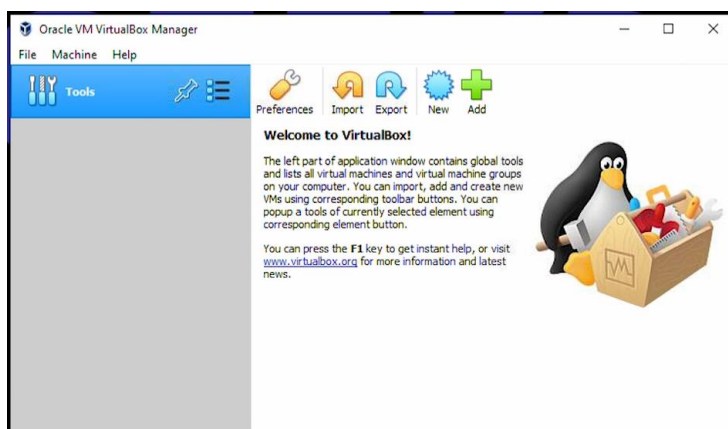 Oracle VM VirtualBox Manager
File Machine Help
Tools
Preferences Import Export New Add
Welcome to VirtualBox!
The left part of application window contains global tools
and lists all virtual machines and virtual machine groups
on your computer. You can import, add and create new
VMs using corresponding toolbar buttons. You can
popup a tools of currently selected element using
corresponding element button.
You can press the F1 key to get instant help, or visit
www.virtualbox.org for more information and latest
news.